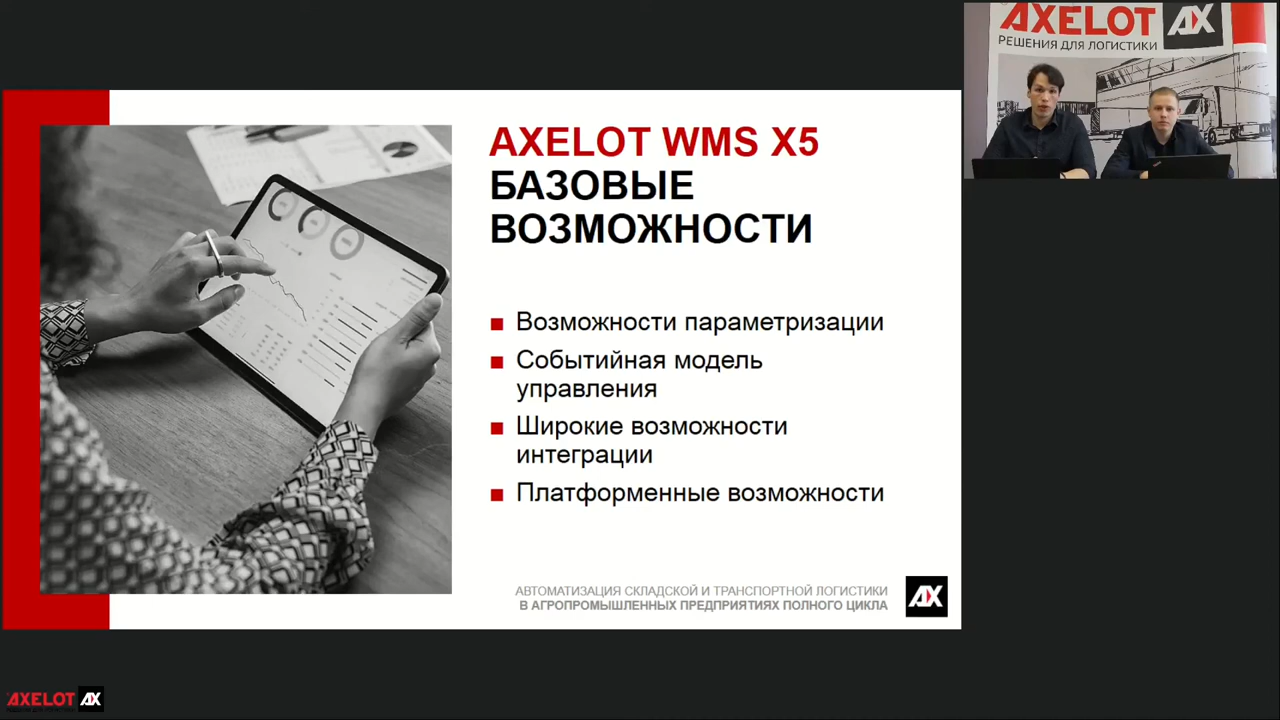 AXELOT
РЕШЕНИЯ ДЛЯ ЛОГИСТИКИ
AXELOT WMS X5
БАЗОВЫЕ
ВОЗМОЖНОСТИ
Возможности параметризации
Событийная модель
управления
Широкие возможности
интеграции
Платформенные возможности
АВТОМАТИЗАЦИЯ СКЛАДСКОЙ И ТРАНСПОРТНОЙ ЛОГИСТИКИ
В АГРОПРОМЫШЛЕННЫХ ПРЕДПРИЯТИЯХ ПОЛНОГО ЦИКЛА
AX
AXELOT AX